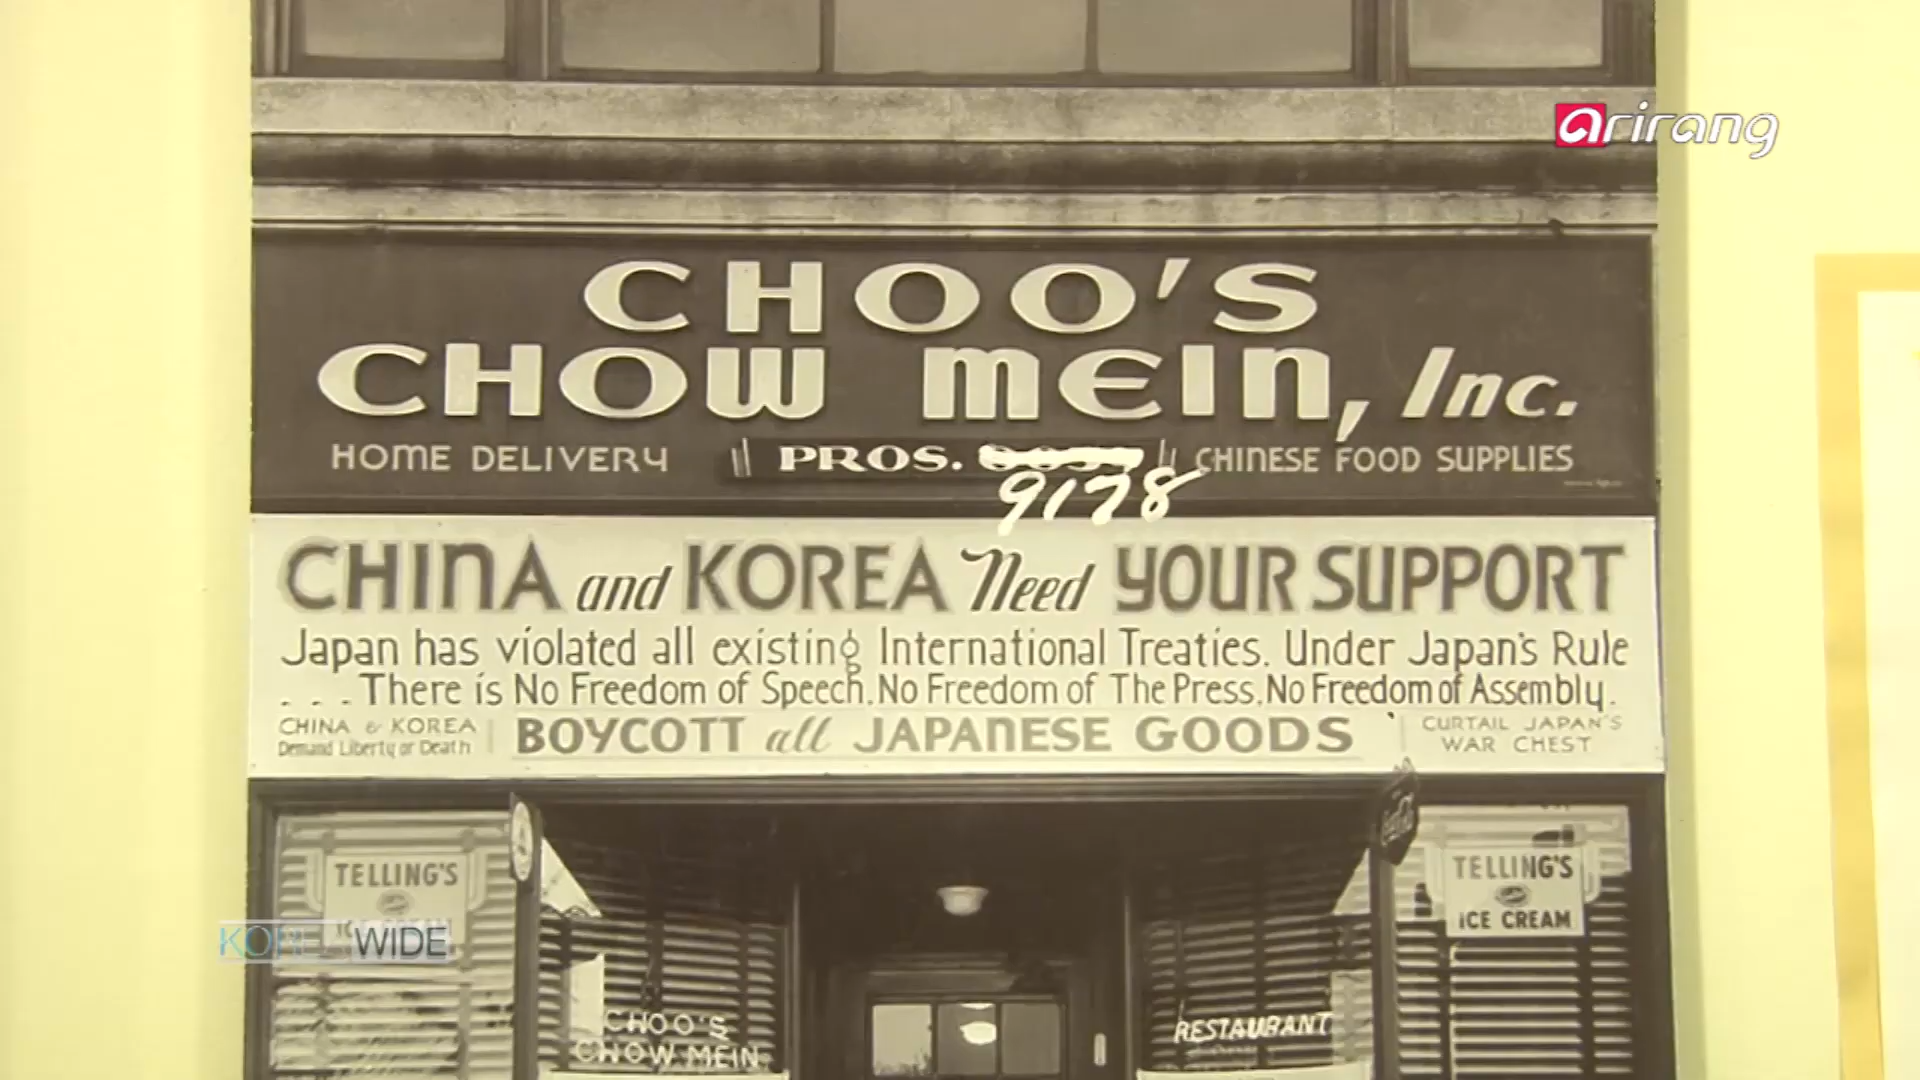 arirang
CHOO'S
CHOW MEIN, Inc.
HOME DELIVERY PROS. 9178 CHINESE FOOD SUPPLIES
CHINA and KOREA Need YOUR SUPPORT
Japan has violated all existing International Treaties. Under Japan's Rule
. . . There is No Freedom of Speech, No Freedom of The Press, No Freedom of Assembly.
CHINA & KOREA
Demand Liberty or Death
BOYCOTT all JAPANESE GOODS
CURTAIL JAPAN'S
WAR CHEST
TELLING'S
TELLING'S
ICE CREAM
KOREA WIDE
CHOO'S
CHOW MEIN
RESTAURANT